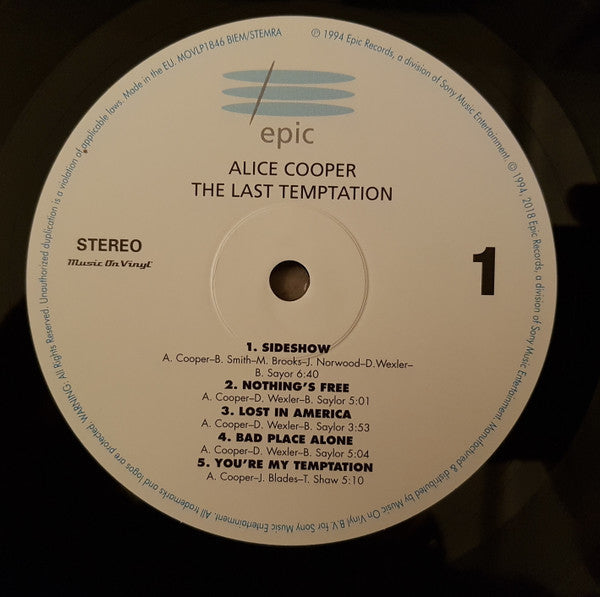 ℗ 1994 Epic Records, a division of Sony Music Entertainment. © 1994, 2018 Epic Records, a division of Sony Music Entertainment. Manufactured & distributed by Music On Vinyl B.V. for Sony Music Entertainment. All trademarks and logos are protected. WARNING: All Rights Reserved. Unauthorized duplication is a violation of applicable laws. Made in the EU. MOVLP1846 BIEM/STEMRA
epic
ALICE COOPER
THE LAST TEMPTATION
STEREO
Music On Vinyl
1
1. SIDESHOW
A. Cooper–B. Smith–M. Brooks–J. Norwood–D.Wexler–
B. Sayor 6:40
2. NOTHING'S FREE
A. Cooper–D. Wexler–B. Saylor 5:01
3. LOST IN AMERICA
A. Cooper–D. Wexler–B. Saylor 3:53
4. BAD PLACE ALONE
A. Cooper–D. Wexler–B. Saylor 5:04
5. YOU'RE MY TEMPTATION
A. Cooper–J. Blades–T. Shaw 5:10